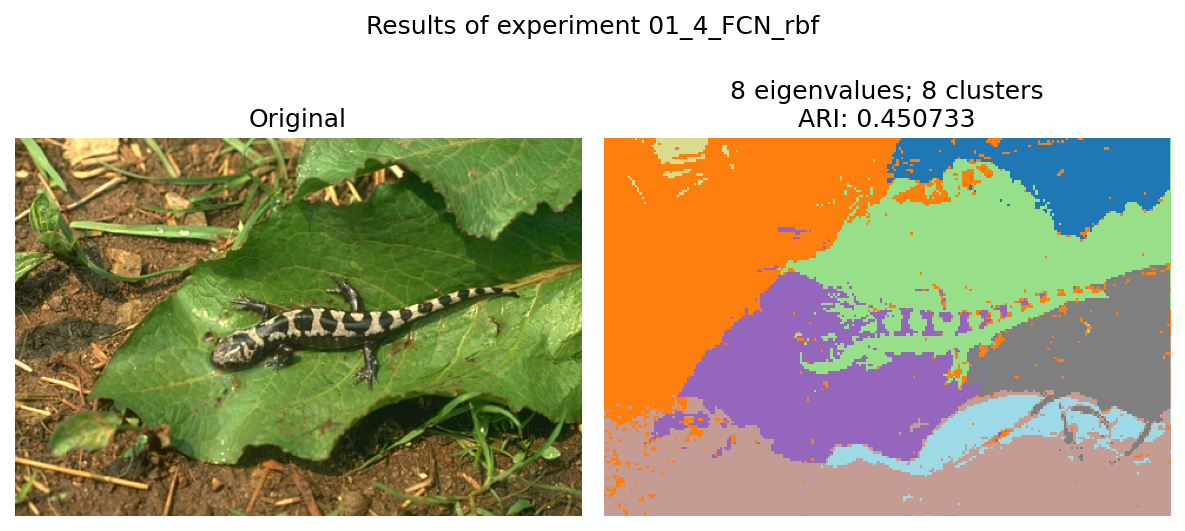 Results of experiment 01_4_FCN_rbf
Original
8 eigenvalues; 8 clusters
ARI: 0.450733